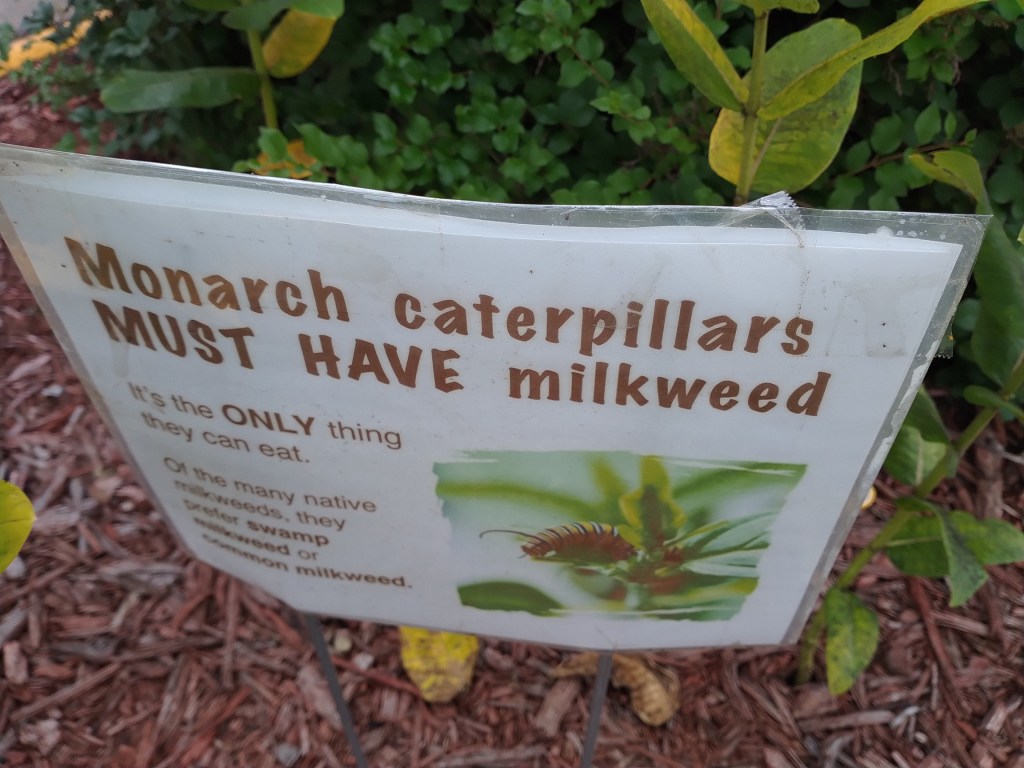 Monarch caterpillars
MUST HAVE milkweed
It's the ONLY thing
they can eat.
Of the many native
milkweeds, they
prefer swamp
milkweed or
common milkweed.